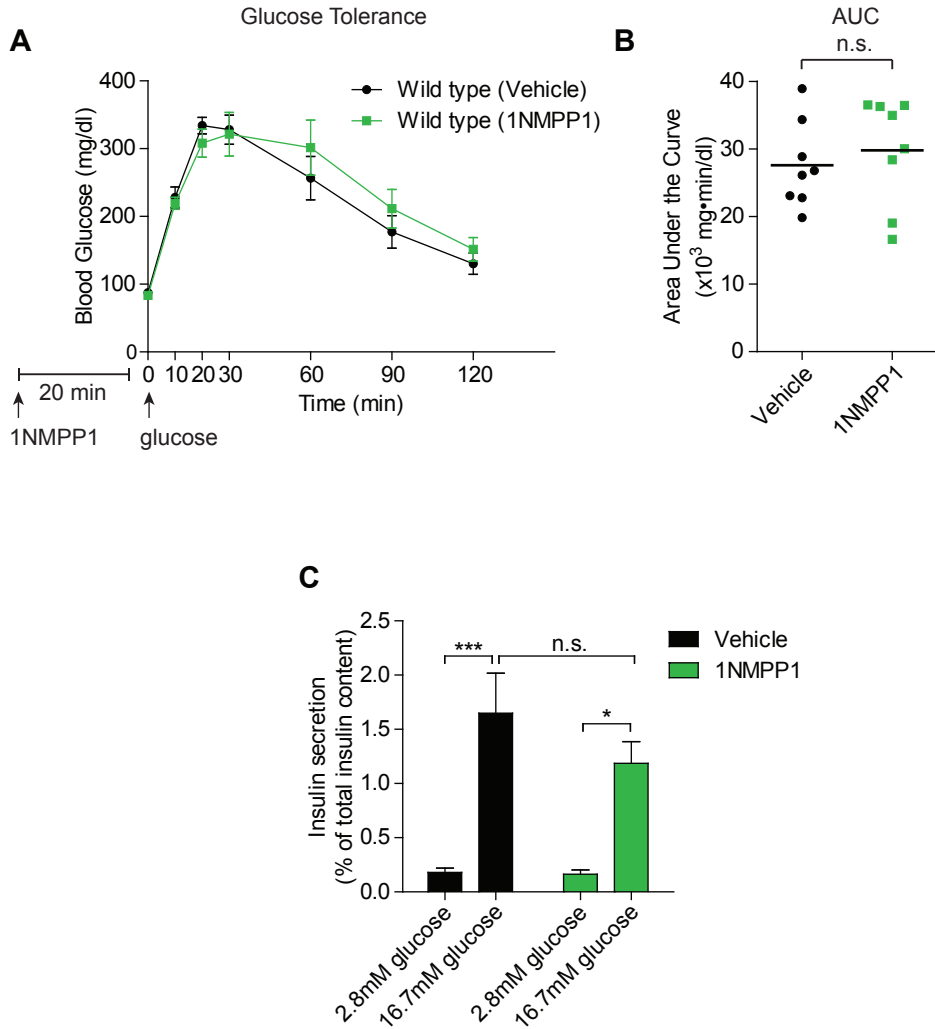 Glucose Tolerance
A
Blood Glucose (mg/dl)
400
300
200
100
0
Wild type (Vehicle)
Wild type (1NMPP1)
0 10 20 30 60 90 120
Time (min)
20 min
1NMPP1
glucose
B
AUC
n.s.
Area Under the Curve
(x10³ mg•min/dl)
40
30
20
10
0
Vehicle
1NMPP1
C
Insulin secretion
(% of total insulin content)
2.5
2.0
1.5
1.0
0.5
0.0
***
n.s.
*
Vehicle
1NMPP1
2.8mM glucose
16.7mM glucose
2.8mM glucose
16.7mM glucose